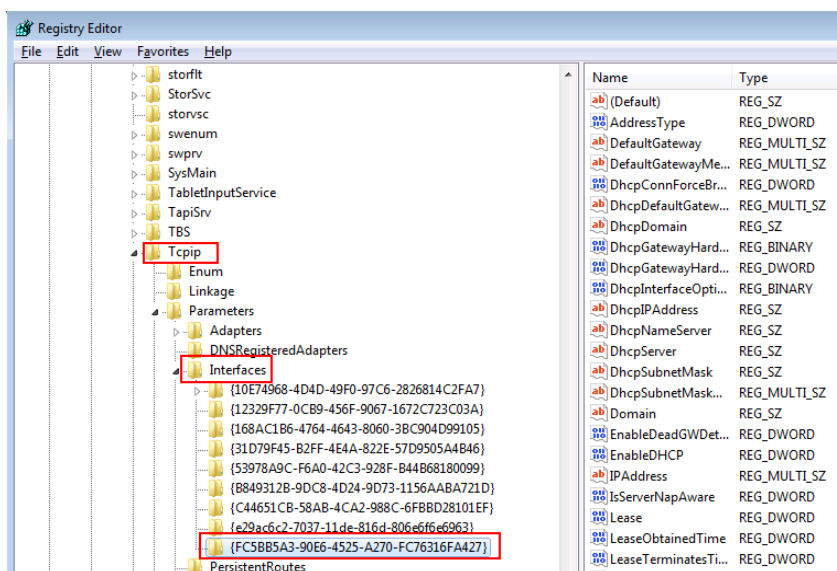 Registry Editor
File Edit View Favorites Help
storflt
StorSvc
storvsc
swenum
swprv
SysMain
TabletInputService
TapiSrv
TBS
Tcpip
Enum
Linkage
Parameters
Adapters
DNSRegisteredAdapters
Interfaces
{10E74968-4D4D-49F0-97C6-2826814C2FA7}
{12329F77-0CB9-456F-9067-1672C723C03A}
{168AC1B6-4764-4643-8060-3BC904D99105}
{31D79F45-B2FF-4E4A-822E-57D9505A4B46}
{53978A9C-F6A0-42C3-928F-B44B68180099}
{B849312B-9DC8-4D24-9D73-1156AABA721D}
{C44651CB-58AB-4CA2-988C-6FBBD28101EF}
{e29ac6c2-7037-11de-816d-806e6f6e6963}
{FC5BB5A3-90E6-4525-A270-FC76316FA427}
PersistentRoutes
Name Type
(Default) REG_SZ
AddressType REG_DWORD
DefaultGateway REG_MULTI_SZ
DefaultGatewayMe... REG_MULTI_SZ
DhcpConnForceBr... REG_DWORD
DhcpDefaultGatew... REG_MULTI_SZ
DhcpDomain REG_SZ
DhcpGatewayHard... REG_BINARY
DhcpGatewayHard... REG_DWORD
DhcpInterfaceOpti... REG_BINARY
DhcpIPAddress REG_SZ
DhcpNameServer REG_SZ
DhcpServer REG_SZ
DhcpSubnetMask REG_SZ
DhcpSubnetMask... REG_MULTI_SZ
Domain REG_SZ
EnableDeadGWDet... REG_DWORD
EnableDHCP REG_DWORD
IPAddress REG_MULTI_SZ
IsServerNapAware REG_DWORD
Lease REG_DWORD
LeaseObtainedTime REG_DWORD
LeaseTerminatesTi... REG_DWORD